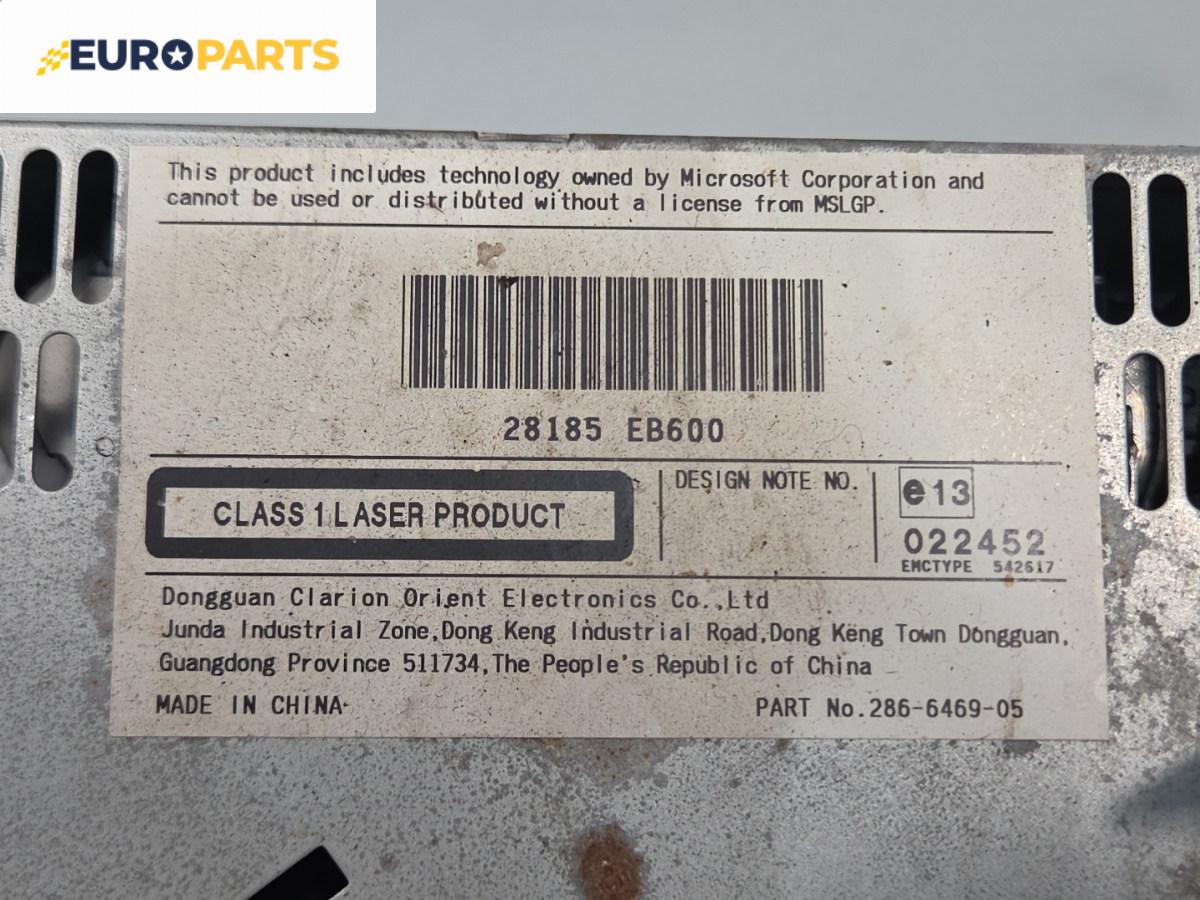 EUROPARTS
This product includes technology owned by Microsoft Corporation and
cannot be used or distributed without a license from MSLGP.
28185 EB600
CLASS 1 LASER PRODUCT
DESIGN NOTE NO.
e13
022452
EMCTYPE 542617
Dongguan Clarion Orient Electronics Co.,Ltd
Junda Industrial Zone,Dong Keng Industrial Road,Dong Keng Town Dongguan,
Guangdong Province 511734,The People's Republic of China
MADE IN CHINA
PART No.286-6469-05